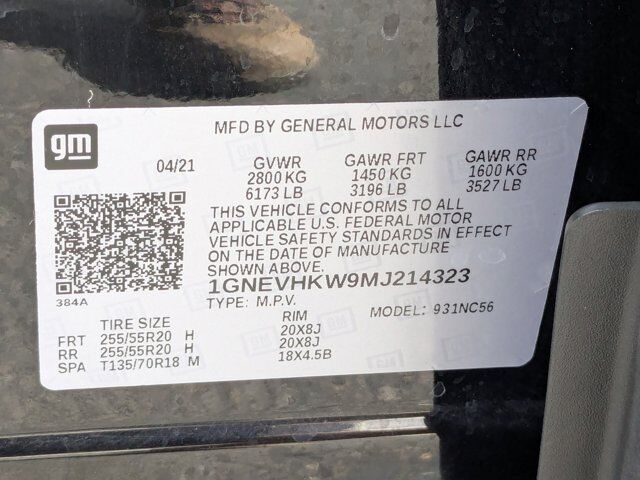 gm
MFD BY GENERAL MOTORS LLC
04/21 GVWR GAWR FRT GAWR RR
2800 KG 1450 KG 1600 KG
6173 LB 3196 LB 3527 LB
THIS VEHICLE CONFORMS TO ALL
APPLICABLE U.S. FEDERAL MOTOR
VEHICLE SAFETY STANDARDS IN EFFECT
ON THE DATE OF MANUFACTURE
SHOWN ABOVE.
384A
1GNEVHKW9MJ214323
TYPE: M.P.V. MODEL: 931NC56
TIRE SIZE RIM
FRT 255/55R20 H 20X8J
RR 255/55R20 H 20X8J
SPA T135/70R18 M 18X4.5B